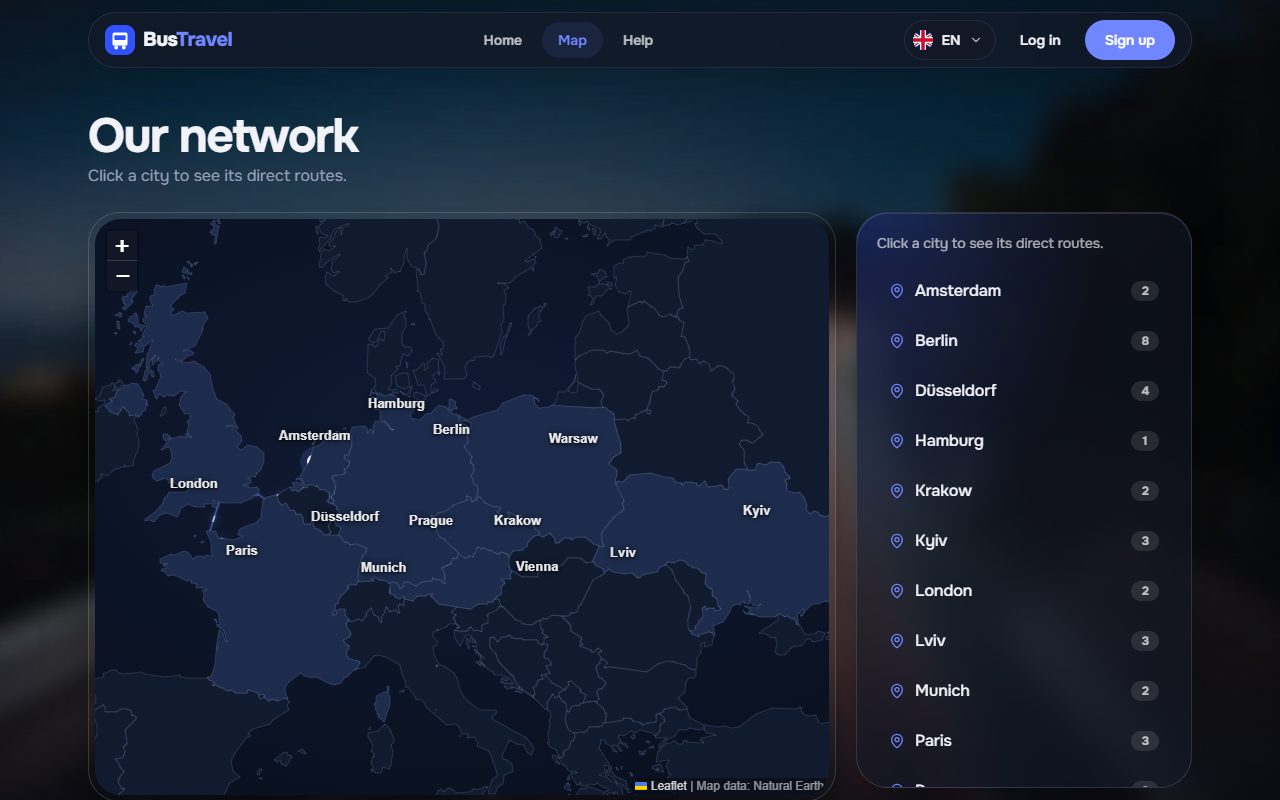 BusTravel
Home
Map
Help
EN
Log in
Sign up
Our network
Click a city to see its direct routes.
+
−
Hamburg
Berlin
Amsterdam
Warsaw
London
Kyiv
Düsseldorf
Prague
Krakow
Paris
Lviv
Munich
Vienna
Leaflet | Map data: Natural Earth
Click a city to see its direct routes.
Amsterdam 2
Berlin 8
Düsseldorf 4
Hamburg 1
Krakow 2
Kyiv 3
London 2
Lviv 3
Munich 2
Paris 3